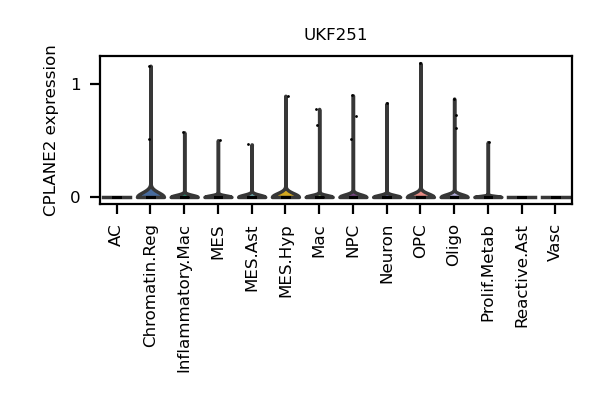 UKF251
CPLANE2 expression
1
0
AC
Chromatin.Reg
Inflammatory.Mac
MES
MES.Ast
MES.Hyp
Mac
NPC
Neuron
OPC
Oligo
Prolif.Metab
Reactive.Ast
Vasc